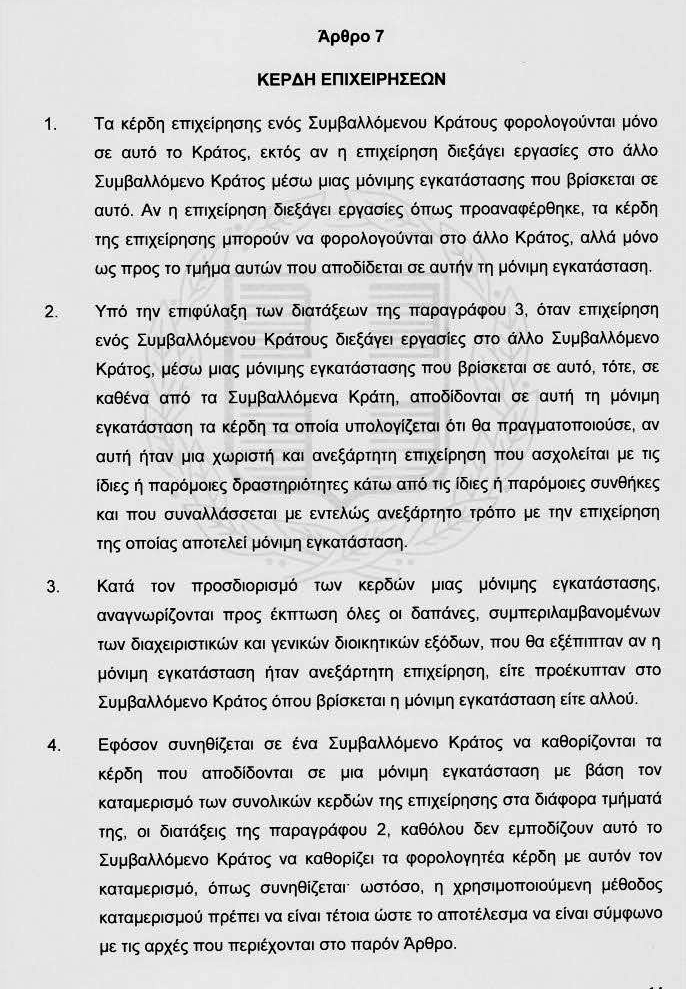 Άρθρο 7
ΚΕΡΔΗ ΕΠΙΧΕΙΡΗΣΕΩΝ
1. Τα κέρδη επιχείρησης ενός Συμβαλλόμενου Κράτους φορολογούνται μόνο
σε αυτό το Κράτος, εκτός αν η επιχείρηση διεξάγει εργασίες στο άλλο
Συμβαλλόμενο Κράτος μέσω μιας μόνιμης εγκατάστασης που βρίσκεται σε
αυτό. Αν η επιχείρηση διεξάγει εργασίες όπως προαναφέρθηκε, τα κέρδη
της επιχείρησης μπορούν να φορολογούνται στο άλλο Κράτος, αλλά μόνο
ως προς το τμήμα αυτών που αποδίδεται σε αυτήν τη μόνιμη εγκατάσταση.
2. Υπό την επιφύλαξη των διατάξεων της παραγράφου 3, όταν επιχείρηση
ενός Συμβαλλόμενου Κράτους διεξάγει εργασίες στο άλλο Συμβαλλόμενο
Κράτος, μέσω μιας μόνιμης εγκατάστασης που βρίσκεται σε αυτό, τότε, σε
καθένα από τα Συμβαλλόμενα Κράτη, αποδίδονται σε αυτή τη μόνιμη
εγκατάσταση τα κέρδη τα οποία υπολογίζεται ότι θα πραγματοποιούσε, αν
αυτή ήταν μια χωριστή και ανεξάρτητη επιχείρηση που ασχολείται με τις
ίδιες ή παρόμοιες δραστηριότητες κάτω από τις ίδιες ή παρόμοιες συνθήκες
και που συναλλάσσεται με εντελώς ανεξάρτητο τρόπο με την επιχείρηση
της οποίας αποτελεί μόνιμη εγκατάσταση.
3. Κατά τον προσδιορισμό των κερδών μιας μόνιμης εγκατάστασης,
αναγνωρίζονται προς έκπτωση όλες οι δαπάνες, συμπεριλαμβανομένων
των διαχειριστικών και γενικών διοικητικών εξόδων, που θα εξέπιπταν αν η
μόνιμη εγκατάσταση ήταν ανεξάρτητη επιχείρηση, είτε προέκυπταν στο
Συμβαλλόμενο Κράτος όπου βρίσκεται η μόνιμη εγκατάσταση είτε αλλού.
4. Εφόσον συνηθίζεται σε ένα Συμβαλλόμενο Κράτος να καθορίζονται τα
κέρδη που αποδίδονται σε μια μόνιμη εγκατάσταση με βάση τον
καταμερισμό των συνολικών κερδών της επιχείρησης στα διάφορα τμήματά
της, οι διατάξεις της παραγράφου 2, καθόλου δεν εμποδίζουν αυτό το
Συμβαλλόμενο Κράτος να καθορίζει τα φορολογητέα κέρδη με αυτόν τον
καταμερισμό, όπως συνηθίζεται· ωστόσο, η χρησιμοποιούμενη μέθοδος
καταμερισμού πρέπει να είναι τέτοια ώστε το αποτέλεσμα να είναι σύμφωνο
με τις αρχές που περιέχονται στο παρόν Άρθρο.